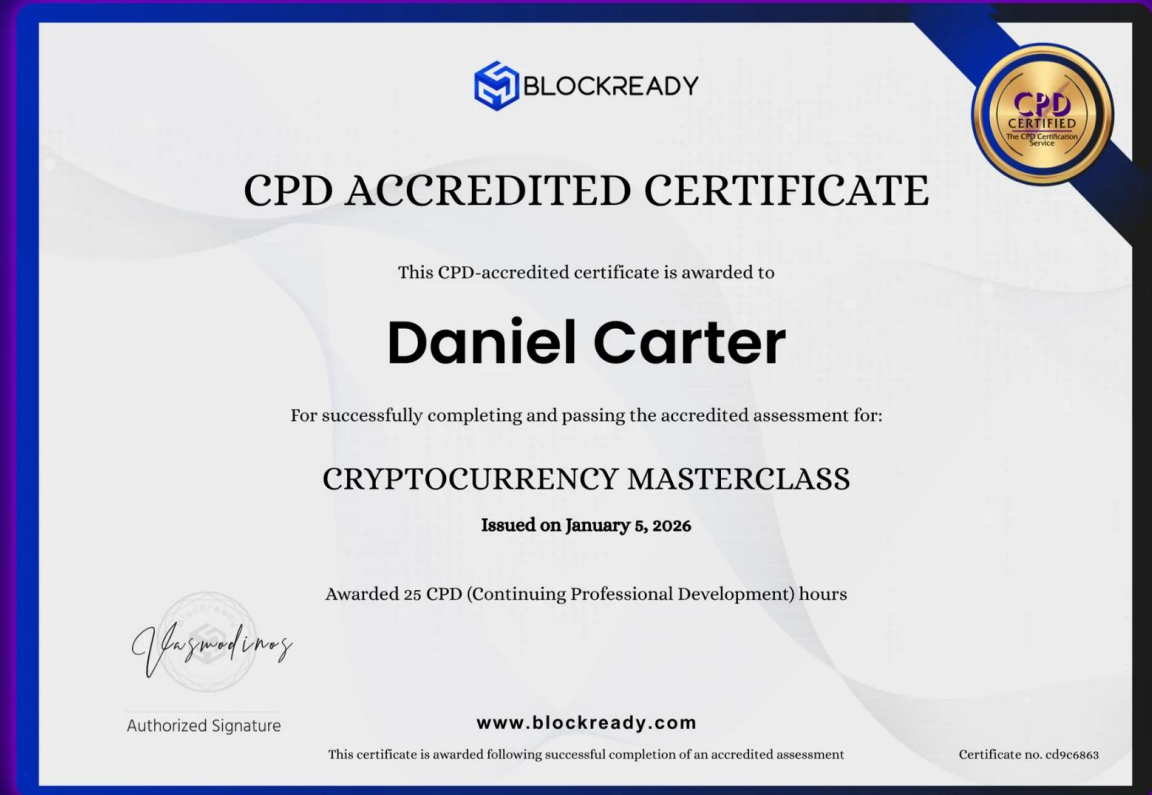 BLOCKREADY
CPD
CERTIFIED
The CPD Certification
Service
CPD ACCREDITED CERTIFICATE
This CPD-accredited certificate is awarded to
Daniel Carter
For successfully completing and passing the accredited assessment for:
CRYPTOCURRENCY MASTERCLASS
Issued on January 5, 2026
Awarded 25 CPD (Continuing Professional Development) hours
blockready
Vasmodinos
Authorized Signature
www.blockready.com
This certificate is awarded following successful completion of an accredited assessment
Certificate no. cd9c6863